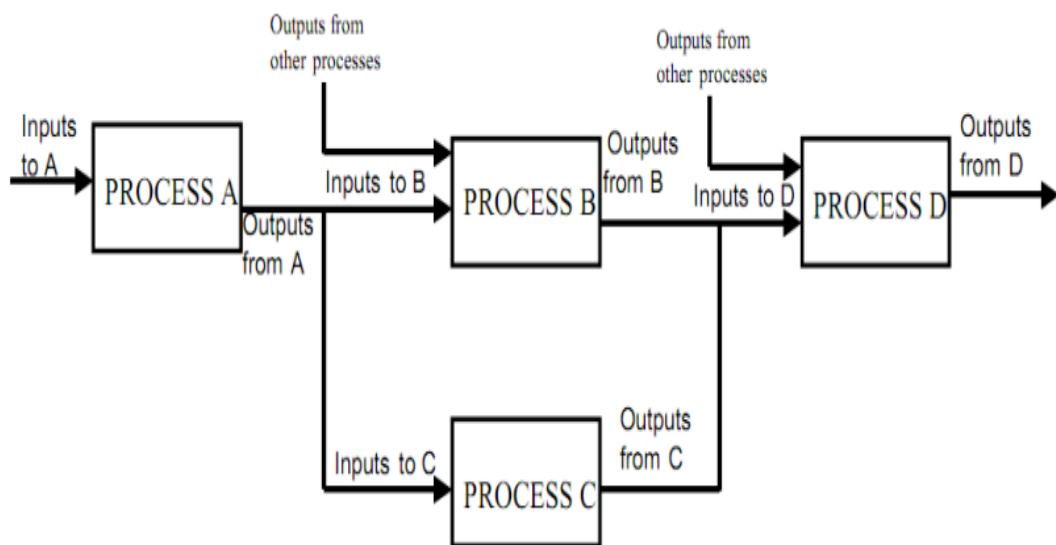 Outputs from
other processes
Outputs from
other processes
Inputs
to A
PROCESS A
Outputs
from A
Inputs to B
PROCESS B
Outputs
from B
Inputs to D
PROCESS D
Outputs
from D
Inputs to C
PROCESS C
Outputs
from C